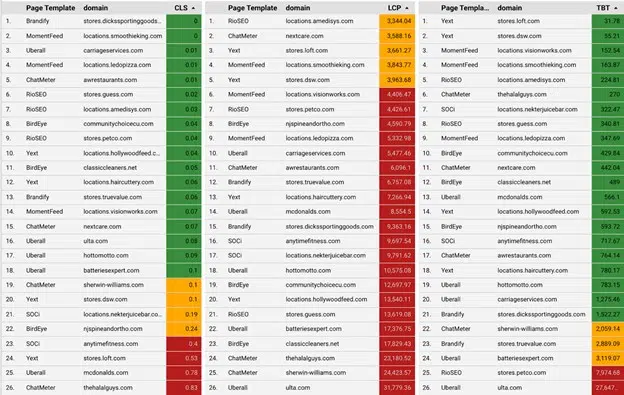 Page Template domain CLS ▲ Page Template domain LCP ▲ Page Templa... domain TBT ▲
1. Brandify stores.dickssportinggoods... 0 1. RioSEO locations.amedisys.com 3,344.04 1. Yext stores.loft.com 31.78
2. MomentFeed locations.smoothieking.com 0 2. ChatMeter nextcare.com 3,588.16 2. Yext stores.dsw.com 55.21
3. Uberall carriageservices.com 0.01 3. Yext stores.loft.com 3,661.27 3. MomentFeed locations.visionworks.com 152.54
4. MomentFeed locations.ledopizza.com 0.01 4. MomentFeed locations.smoothieking.com 3,843.77 4. MomentFeed locations.smoothieking.com 163.87
5. ChatMeter awrestaurants.com 0.01 5. Yext stores.dsw.com 3,963.68 5. RioSEO locations.amedisys.com 224.81
6. RioSEO stores.guess.com 0.02 6. MomentFeed locations.visionworks.com 4,406.47 6. ChatMeter thehalalguys.com 270
7. RioSEO locations.amedisys.com 0.03 7. RioSEO stores.petco.com 4,426.61 7. SOCi locations.nekterjuicebar.com 322.47
8. BirdEye communitychoicecu.com 0.04 8. BirdEye njspineandortho.com 4,590.79 8. RioSEO stores.guess.com 340.81
9. RioSEO stores.petco.com 0.04 9. MomentFeed locations.ledopizza.com 5,332.98 9. MomentFeed locations.ledopizza.com 347.69
10. Yext locations.hollywoodfeed.c... 0.04 10. Uberall carriageservices.com 5,477.46 10. BirdEye communitychoicecu.com 429.84
11. BirdEye classiccleaners.net 0.05 11. ChatMeter awrestaurants.com 6,096.1 11. ChatMeter nextcare.com 442.04
12. Yext locations.haircuttery.com 0.06 12. Brandify stores.truevalue.com 6,757.08 12. BirdEye classiccleaners.net 489
13. Brandify stores.truevalue.com 0.06 13. Yext locations.haircuttery.com 7,266.94 13. Uberall mcdonalds.com 566.1
14. MomentFeed locations.visionworks.com 0.07 14. Uberall mcdonalds.com 8,554.5 14. Yext locations.hollywoodfeed.com 592.53
15. ChatMeter nextcare.com 0.07 15. Brandify stores.dickssportinggood... 9,363.16 15. BirdEye njspineandortho.com 593.72
16. Uberall ulta.com 0.08 16. SOCi anytimefitness.com 9,697.54 16. SOCi anytimefitness.com 717.67
17. Uberall hottomotto.com 0.09 17. SOCi locations.nekterjuicebar.com 9,791.62 17. ChatMeter awrestaurants.com 764.14
18. Uberall batteriesexpert.com 0.1 18. Uberall hottomotto.com 10,575.08 18. Yext locations.haircuttery.com 780.17
19. ChatMeter sherwin-williams.com 0.1 19. BirdEye communitychoicecu.com 12,697.97 19. Uberall hottomotto.com 783.15
20. Yext stores.dsw.com 0.1 20. Yext locations.hollywoodfeed.com 13,540.11 20. Uberall carriageservices.com 1,275.46
21. SOCi locations.nekterjuicebar.co... 0.19 21. RioSEO stores.guess.com 13,619.08 21. Brandify stores.dickssportinggoods.com 1,522.27
22. BirdEye njspineandortho.com 0.24 22. Uberall batteriesexpert.com 17,376.75 22. ChatMeter sherwin-williams.com 2,059.14
23. SOCi anytimefitness.com 0.4 23. BirdEye classiccleaners.net 17,829.43 23. Brandify stores.truevalue.com 2,889.09
24. Yext stores.loft.com 0.53 24. ChatMeter thehalalguys.com 23,180.52 24. Uberall batteriesexpert.com 3,119.07
25. Uberall mcdonalds.com 0.78 25. ChatMeter sherwin-williams.com 24,423.57 25. RioSEO stores.petco.com 7,974.68
26. ChatMeter thehalalguys.com 0.83 26. Uberall ulta.com 31,779.36 26. Uberall ulta.com 27,647...